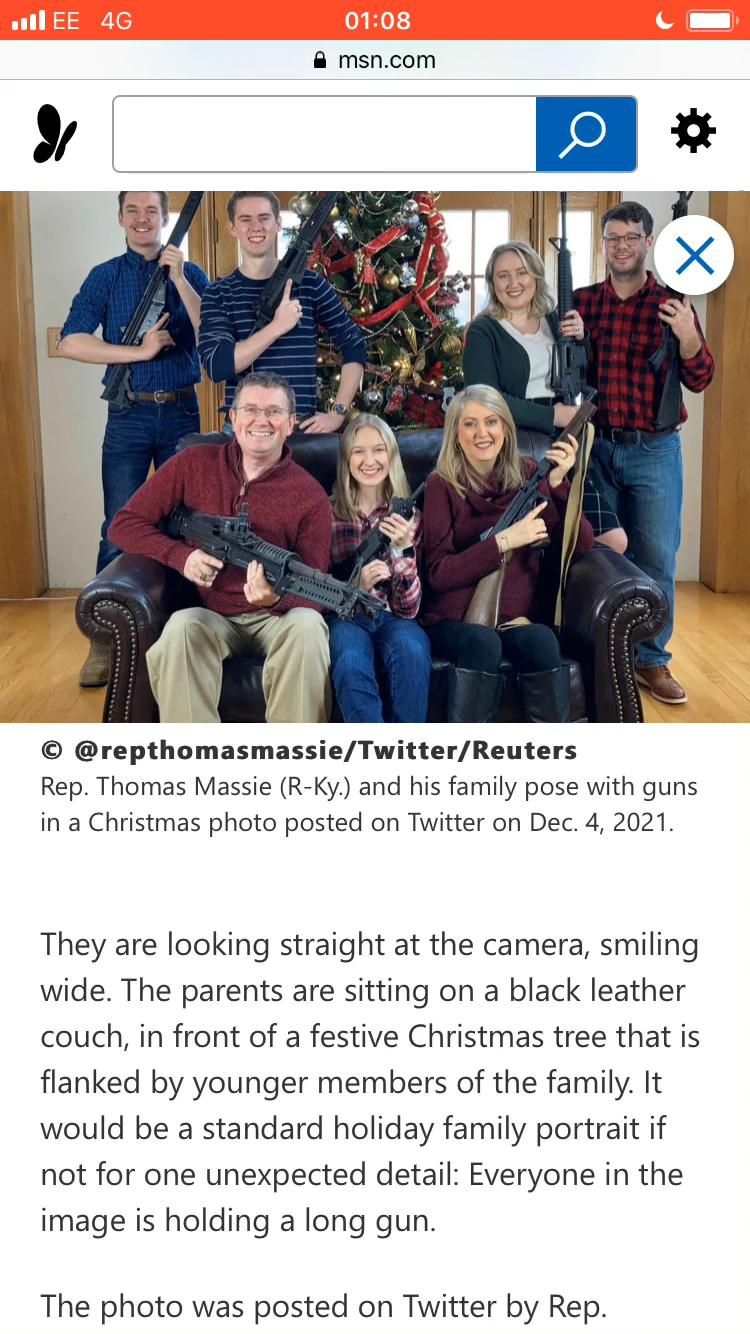 EE 4G 01:08
msn.com
© @repthomasmassie/Twitter/Reuters
Rep. Thomas Massie (R-Ky.) and his family pose with guns
in a Christmas photo posted on Twitter on Dec. 4, 2021.
They are looking straight at the camera, smiling
wide. The parents are sitting on a black leather
couch, in front of a festive Christmas tree that is
flanked by younger members of the family. It
would be a standard holiday family portrait if
not for one unexpected detail: Everyone in the
image is holding a long gun.
The photo was posted on Twitter by Rep.